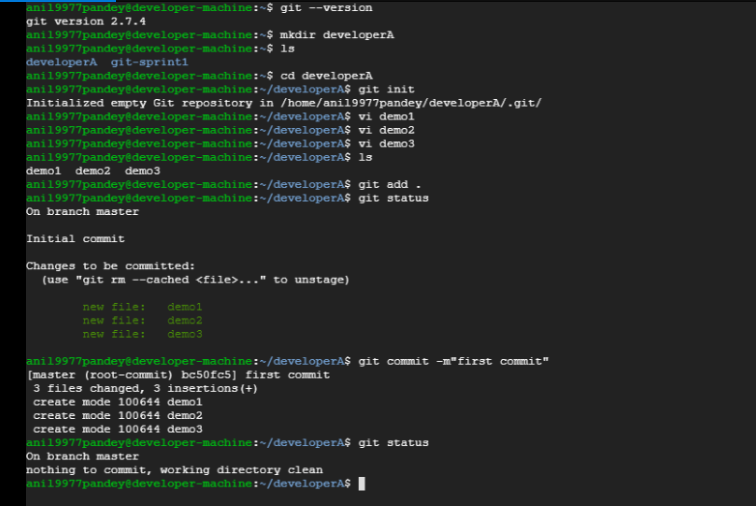 anil9977pandey@developer-machine:~$ git --version
git version 2.7.4
anil9977pandey@developer-machine:~$ mkdir developerA
anil9977pandey@developer-machine:~$ ls
developerA  git-sprint1
anil9977pandey@developer-machine:~$ cd developerA
anil9977pandey@developer-machine:~/developerA$ git init
Initialized empty Git repository in /home/anil9977pandey/developerA/.git/
anil9977pandey@developer-machine:~/developerA$ vi demo1
anil9977pandey@developer-machine:~/developerA$ vi demo2
anil9977pandey@developer-machine:~/developerA$ vi demo3
anil9977pandey@developer-machine:~/developerA$ ls
demo1  demo2  demo3
anil9977pandey@developer-machine:~/developerA$ git add .
anil9977pandey@developer-machine:~/developerA$ git status
On branch master
Initial commit
Changes to be committed:
  (use "git rm --cached <file>..." to unstage)
        new file:   demo1
        new file:   demo2
        new file:   demo3
anil9977pandey@developer-machine:~/developerA$ git commit -m"first commit"
[master (root-commit) bc50fc5] first commit
 3 files changed, 3 insertions(+)
 create mode 100644 demo1
 create mode 100644 demo2
 create mode 100644 demo3
anil9977pandey@developer-machine:~/developerA$ git status
On branch master
nothing to commit, working directory clean
anil9977pandey@developer-machine:~/developerA$